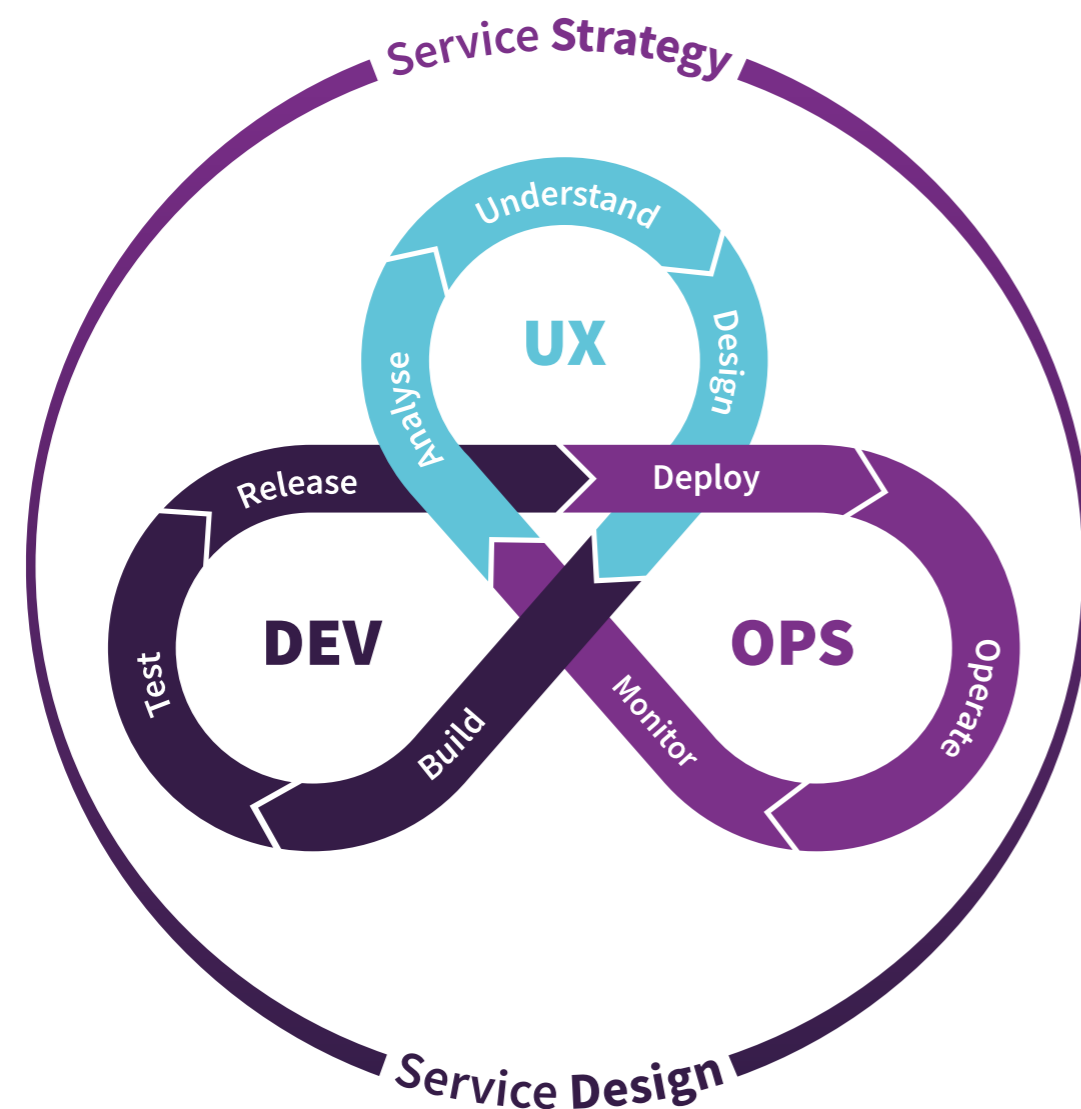 Service Strategy
Understand
Design
Analyse
UX
Release
Deploy
DEV
OPS
Test
Build
Monitor
Operate
Service Design